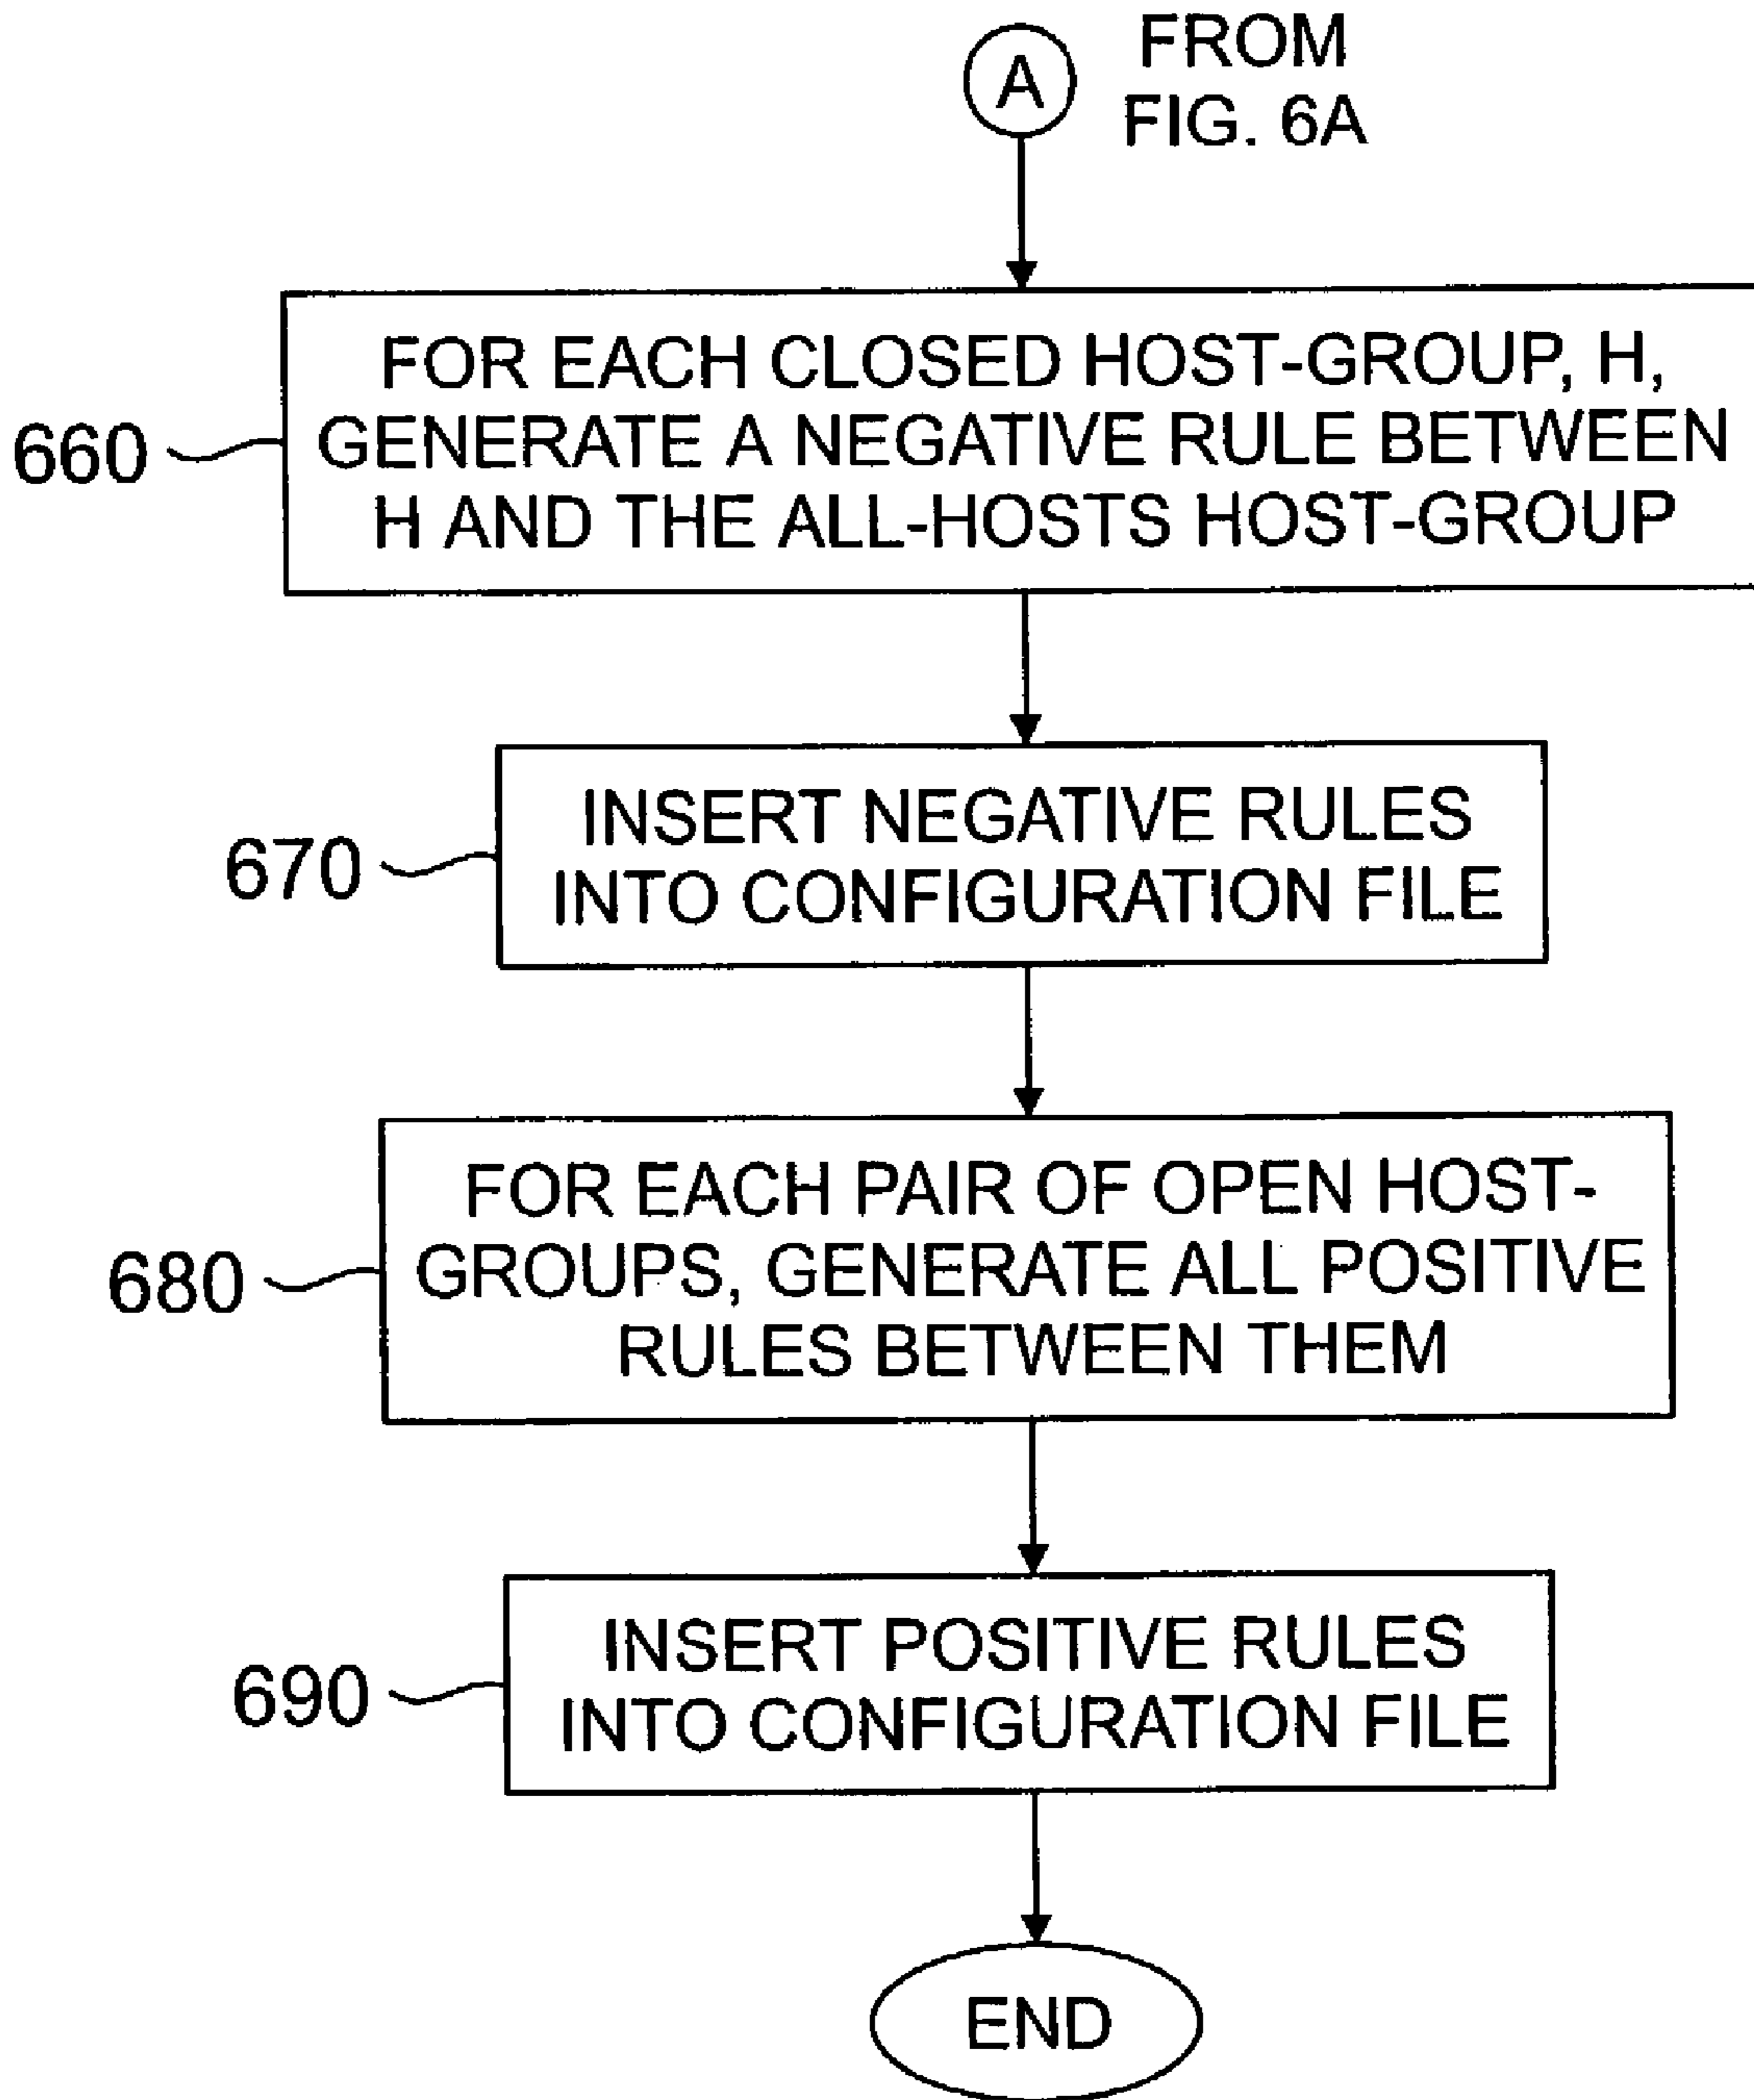 A
FROM
FIG. 6A
660
FOR EACH CLOSED HOST-GROUP, H,
GENERATE A NEGATIVE RULE BETWEEN
H AND THE ALL-HOSTS HOST-GROUP
670
INSERT NEGATIVE RULES
INTO CONFIGURATION FILE
680
FOR EACH PAIR OF OPEN HOST-
GROUPS, GENERATE ALL POSITIVE
RULES BETWEEN THEM
690
INSERT POSITIVE RULES
INTO CONFIGURATION FILE
END